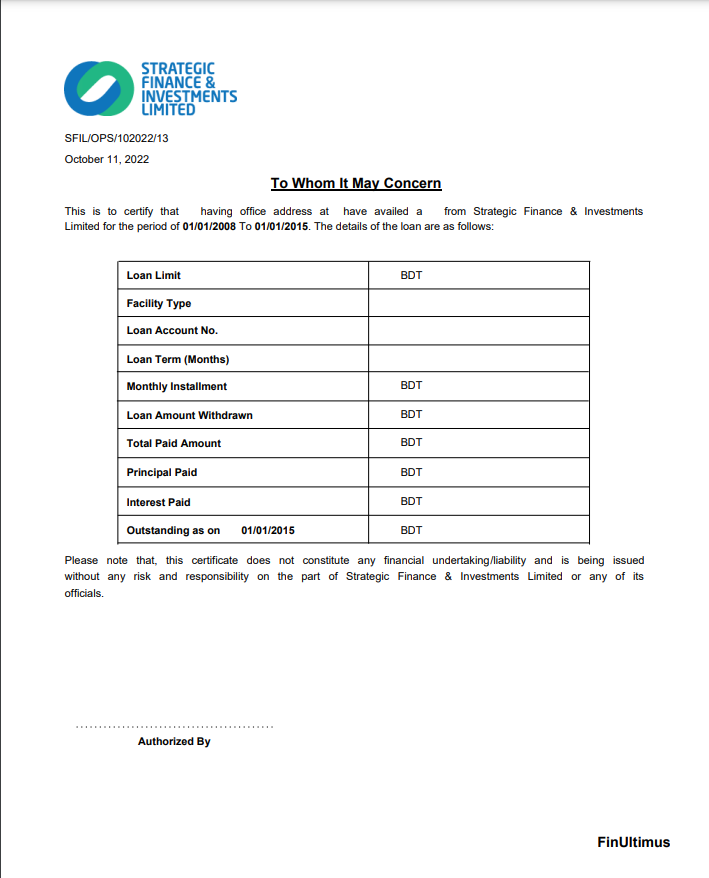 STRATEGIC
FINANCE &
INVESTMENTS
LIMITED
SFIL/OPS/102022/13
October 11, 2022
To Whom It May Concern
This is to certify that having office address at have availed a from Strategic Finance & Investments
Limited for the period of 01/01/2008 To 01/01/2015. The details of the loan are as follows:
Loan Limit BDT
Facility Type
Loan Account No.
Loan Term (Months)
Monthly Installment BDT
Loan Amount Withdrawn BDT
Total Paid Amount BDT
Principal Paid BDT
Interest Paid BDT
Outstanding as on 01/01/2015 BDT
Please note that, this certificate does not constitute any financial undertaking/liability and is being issued
without any risk and responsibility on the part of Strategic Finance & Investments Limited or any of its
officials.
..........................................
Authorized By
FinUltimus